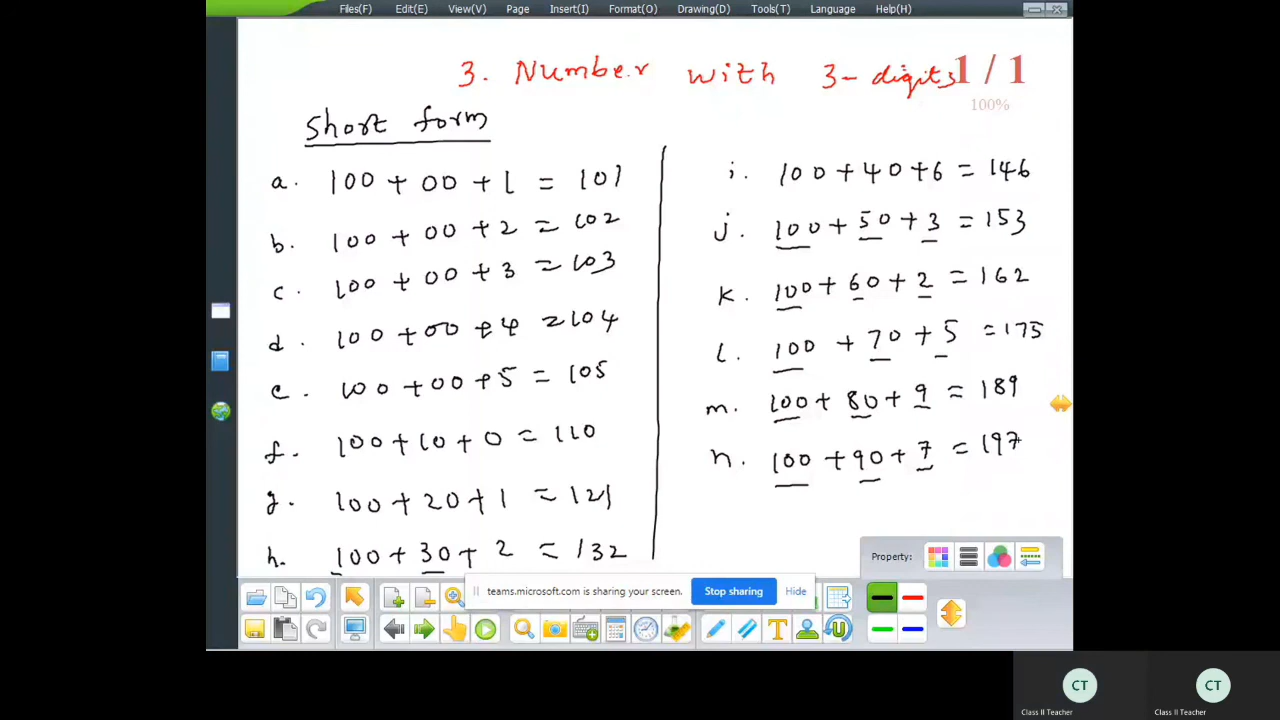 Files(F) Edit(E) View(V) Page Insert(I) Format(O) Drawing(D) Tools(T) Language Help(H)
3. Number with 3-digits
1 / 1
100%
Short form
a. 100 + 00 + 1 = 101
b. 100 + 00 + 2 = 102
c. 100 + 00 + 3 = 103
d. 100 + 00 + 4 = 104
e. 100 + 00 + 5 = 105
f. 100 + 10 + 0 = 110
g. 100 + 20 + 1 = 121
h. 100 + 30 + 2 = 132
i. 100 + 40 + 6 = 146
j. 100 + 50 + 3 = 153
k. 100 + 60 + 2 = 162
l. 100 + 70 + 5 = 175
m. 100 + 80 + 9 = 189
n. 100 + 90 + 7 = 197
Property:
teams.microsoft.com is sharing your screen. Stop sharing Hide
CT CT
Class II Teacher Class II Teacher